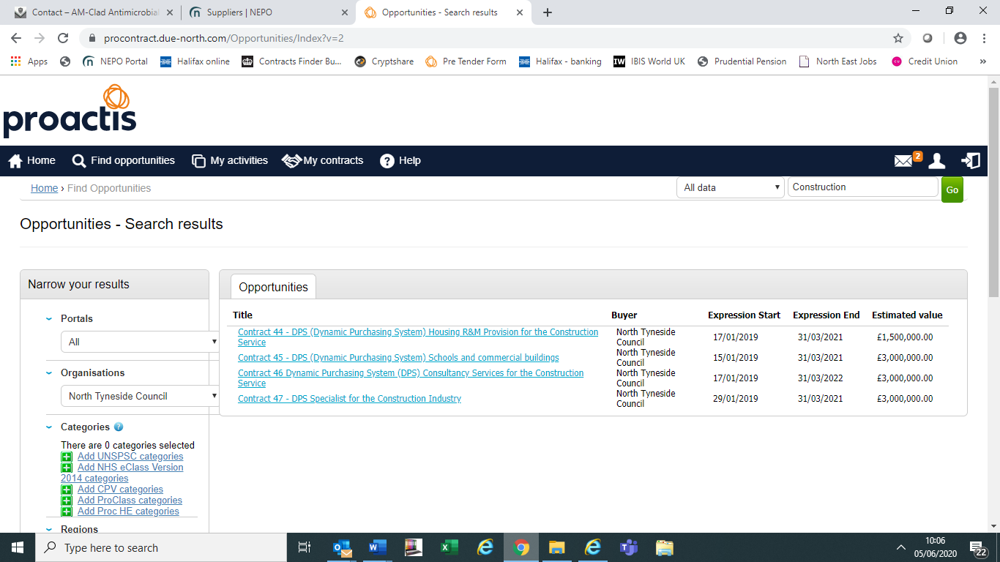 Contact – AM-Clad Antimicrobial
Suppliers | NEPO
Opportunities - Search results
procontract.due-north.com/Opportunities/Index?v=2
Apps NEPO Portal Halifax online Contracts Finder Bu... Cryptshare Pre Tender Form Halifax - banking IW IBIS World UK Prudential Pension North East Jobs CU Credit Union »
proactis
Home Find opportunities My activities My contracts Help 2
Home › Find Opportunities All data Construction Go
Opportunities - Search results
Narrow your results
Portals
All
Organisations
North Tyneside Council
Categories
There are 0 categories selected
Add UNSPSC categories
Add NHS eClass Version
2014 categories
Add CPV categories
Add ProClass categories
Add Proc HE categories
Regions
Opportunities
Title Buyer Expression Start Expression End Estimated value
Contract 44 - DPS (Dynamic Purchasing System) Housing R&M Provision for the Construction
Service
North Tyneside
Council
17/01/2019 31/03/2021 £1,500,000.00
Contract 45 - DPS (Dynamic Purchasing System) Schools and commercial buildings
North Tyneside
Council
15/01/2019 31/03/2021 £3,000,000.00
Contract 46 Dynamic Purchasing System (DPS) Consultancy Services for the Construction
Service
North Tyneside
Council
17/01/2019 31/03/2022 £3,000,000.00
Contract 47 - DPS Specialist for the Construction Industry
North Tyneside
Council
29/01/2019 31/03/2021 £3,000,000.00
Type here to search
10:06
05/06/2020
22